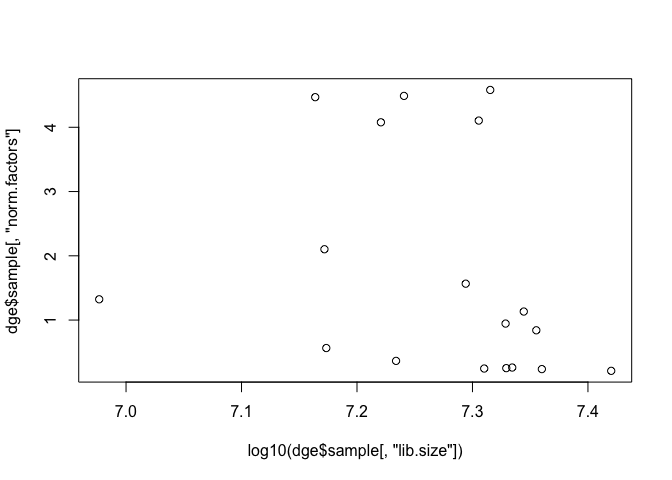 4
3
2
1
dge$sample[, "norm.factors"]
7.0 7.1 7.2 7.3 7.4
log10(dge$sample[, "lib.size"])